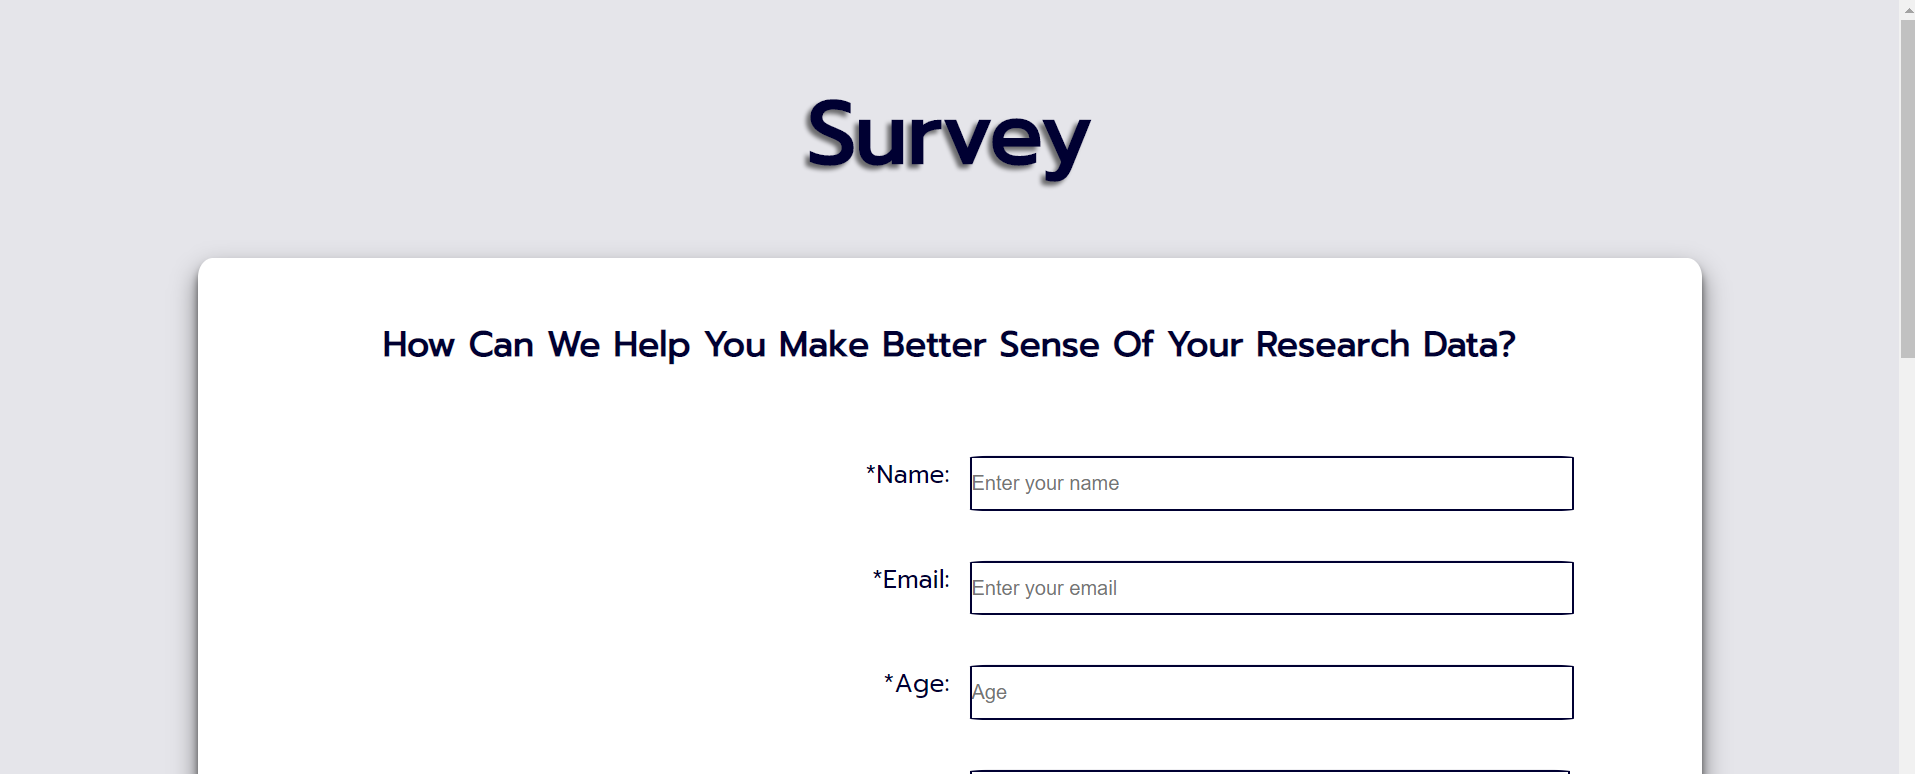 Survey
How Can We Help You Make Better Sense Of Your Research Data?
*Name:
Enter your name
*Email:
Enter your email
*Age:
Age